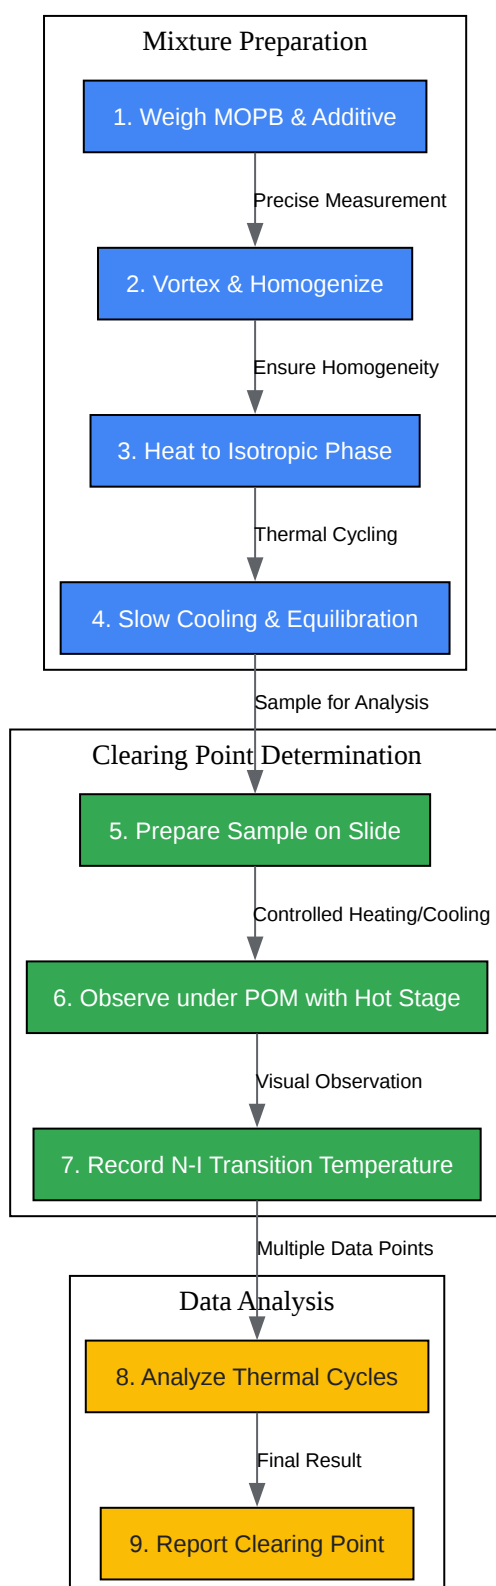 Mixture Preparation
1. Weigh MOPB & Additive
Precise Measurement
2. Vortex & Homogenize
Ensure Homogeneity
3. Heat to Isotropic Phase
Thermal Cycling
4. Slow Cooling & Equilibration
Sample for Analysis
Clearing Point Determination
5. Prepare Sample on Slide
Controlled Heating/Cooling
6. Observe under POM with Hot Stage
Visual Observation
7. Record N-I Transition Temperature
Multiple Data Points
Data Analysis
8. Analyze Thermal Cycles
Final Result
9. Report Clearing Point